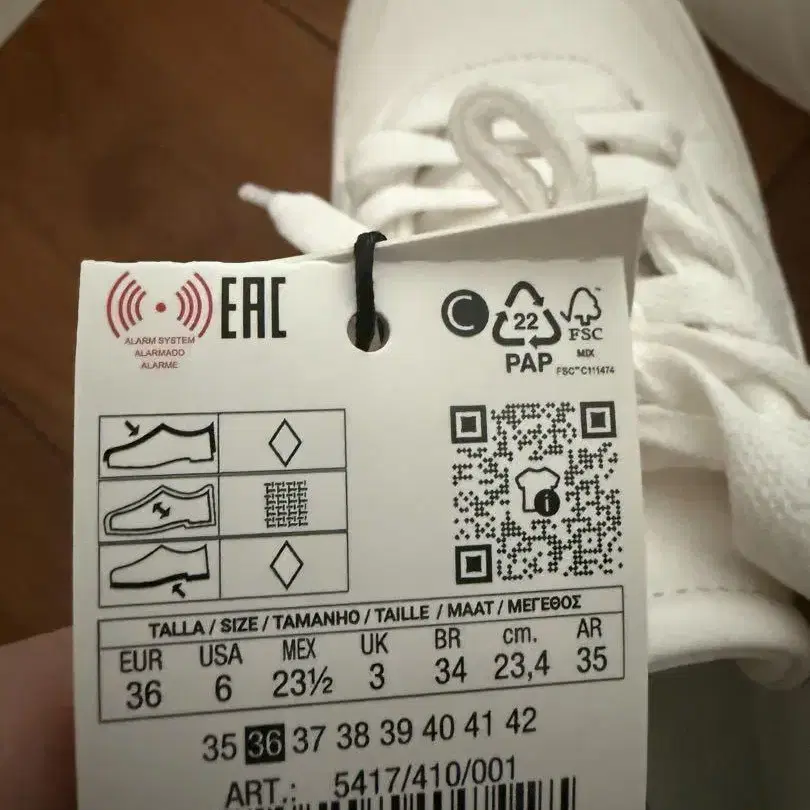 EAC
ALARM SYSTEM
ALARMADO
ALARME
C
22
PAP
FSC
MIX
FSC™ C111474
i
TALLA / SIZE / TAMANHO / TAILLE / MAAT / ΜΕΓΕΘΟΣ
EUR USA MEX UK BR cm. AR
36 6 23½ 3 34 23,4 35
35 36 37 38 39 40 41 42
ART.: 5417/410/001